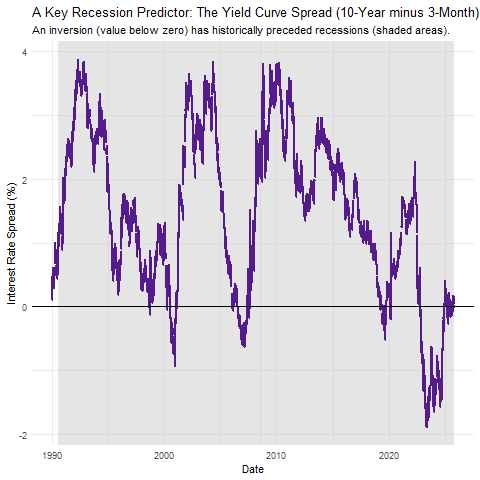 A Key Recession Predictor: The Yield Curve Spread (10-Year minus 3-Month)
An inversion (value below zero) has historically preceded recessions (shaded areas).
Interest Rate Spread (%)
4
2
0
-2
1990
2000
2010
2020
Date